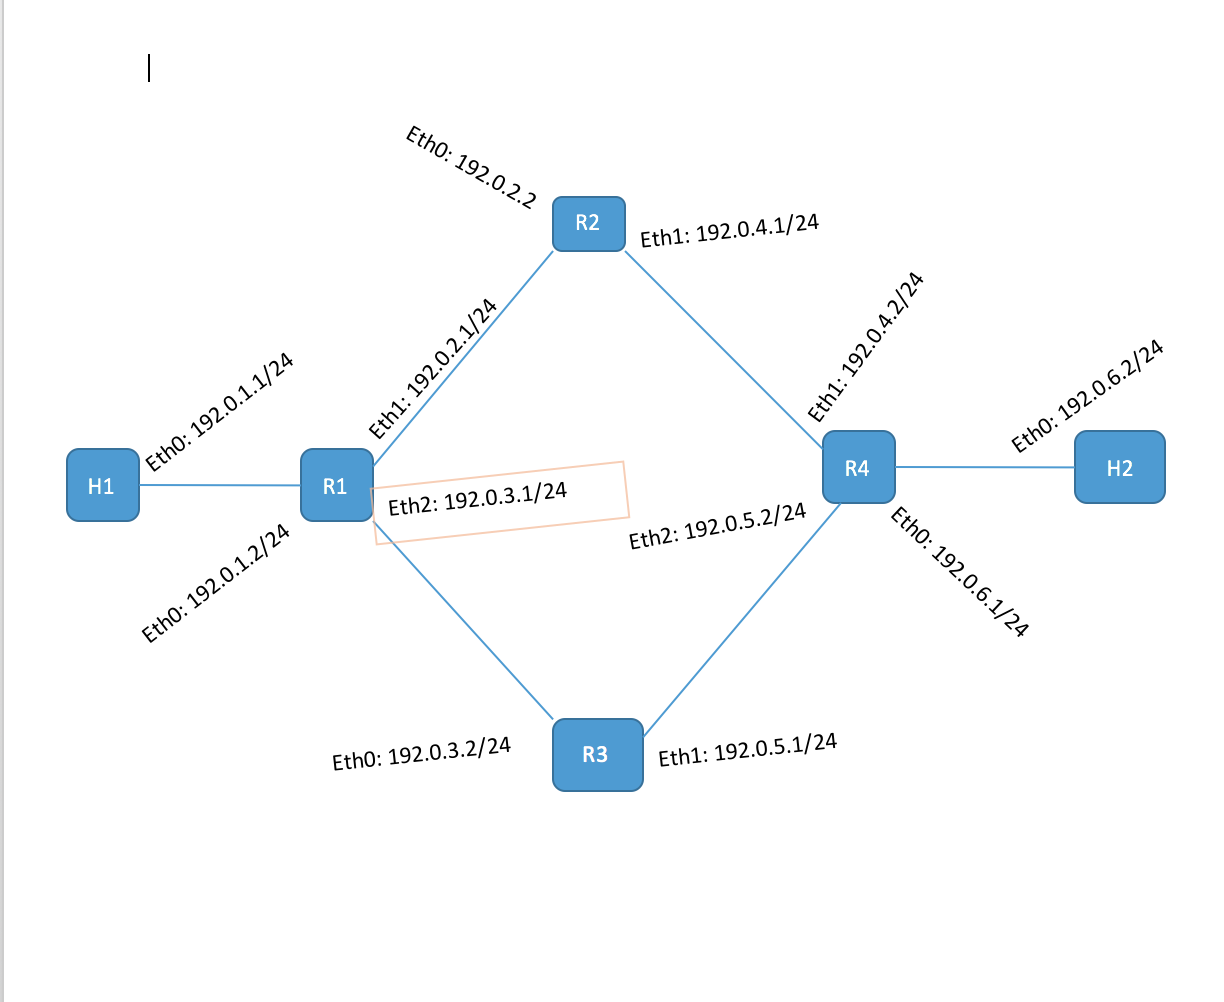 Eth0: 192.0.2.2
R2
Eth1: 192.0.4.1/24
Eth1: 192.0.2.1/24
Eth1: 192.0.4.2/24
Eth0: 192.0.1.1/24
Eth0: 192.0.6.2/24
H1
R1
R4
H2
Eth2: 192.0.3.1/24
Eth2: 192.0.5.2/24
Eth0: 192.0.1.2/24
Eth0: 192.0.6.1/24
Eth0: 192.0.3.2/24
R3
Eth1: 192.0.5.1/24